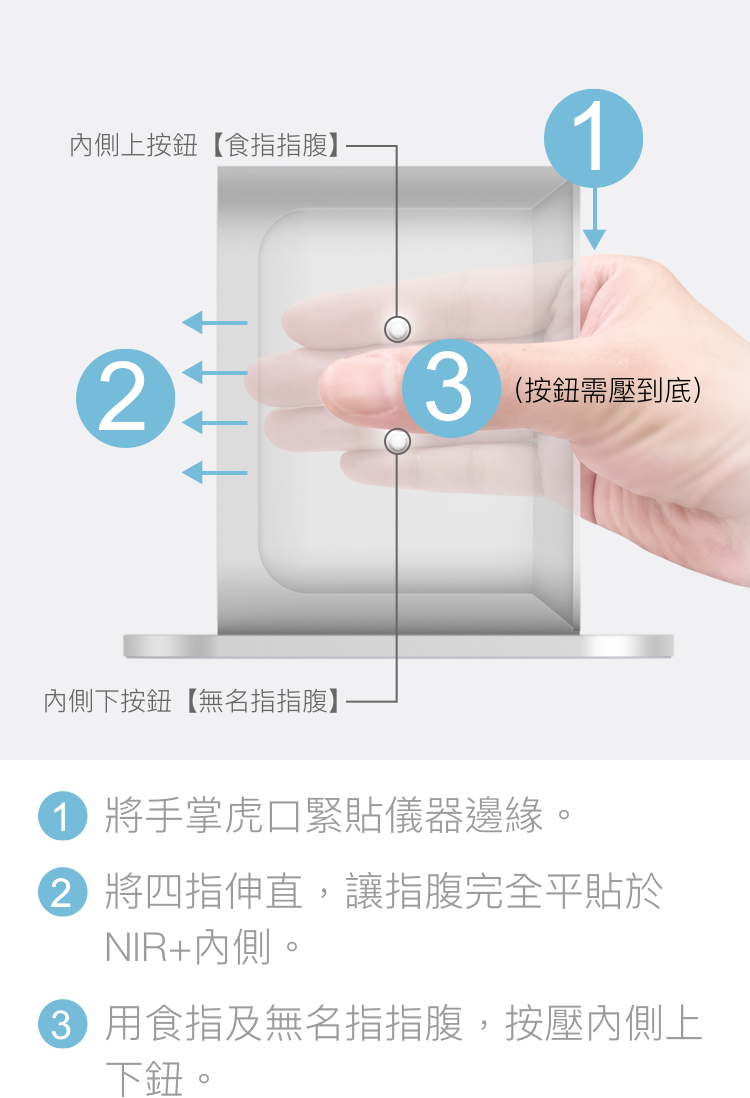 1
內側上按鈕【食指指腹】
2
3
（按鈕需壓到底）
內側下按鈕【無名指指腹】
1 將手掌虎口緊貼儀器邊緣。
2 將四指伸直，讓指腹完全平貼於
NIR+內側。
3 用食指及無名指指腹，按壓內側上
下鈕。